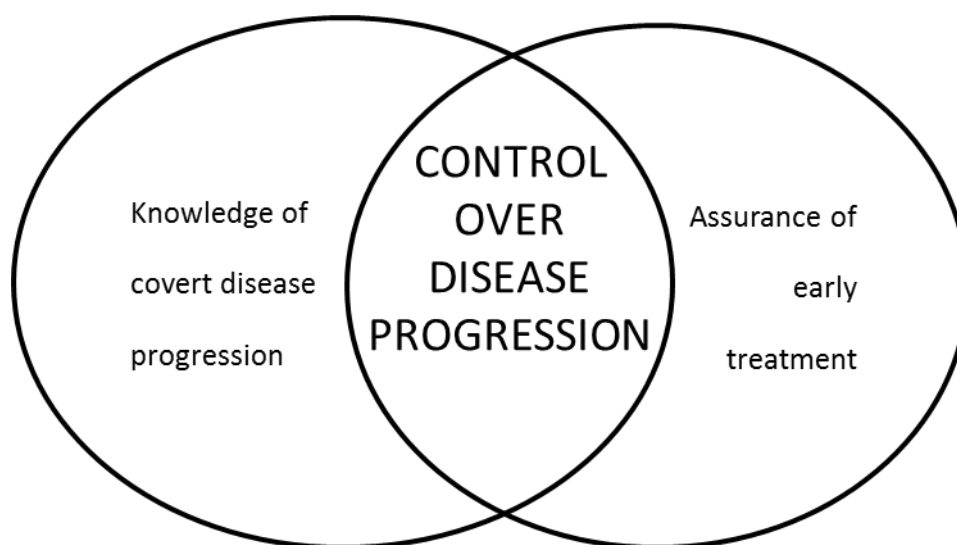 Knowledge of
covert disease
progression
CONTROL
OVER
DISEASE
PROGRESSION
Assurance of
early
treatment